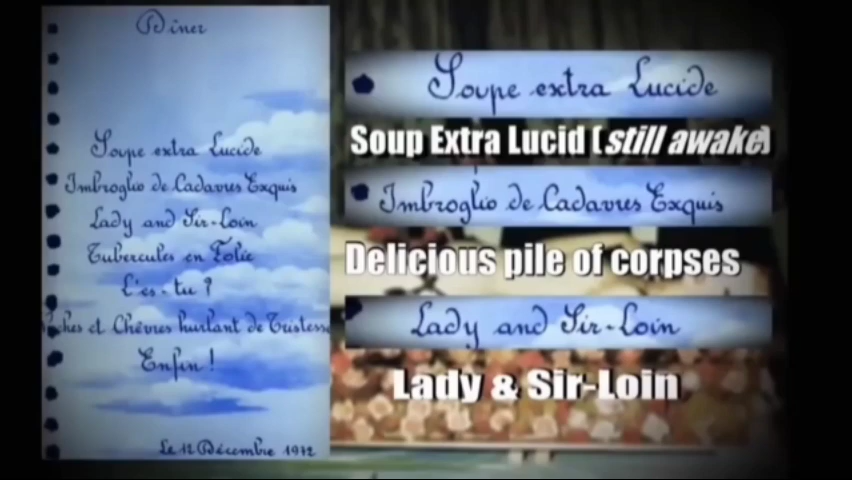 Dîner
Soupe extra Lucide
Imbroglio de Cadavres Exquis
Lady and Sir-Loin
Tubercules en Folie
L'es-tu?
et Chèvres hurlant de Tristesse
Enfin!
Le 12 Décembre 1972
Soupe extra Lucide
Soup Extra Lucid (still awake)
Imbroglio de Cadavres Exquis
Delicious pile of corpses
Lady and Sir-Loin
Lady & Sir-Loin